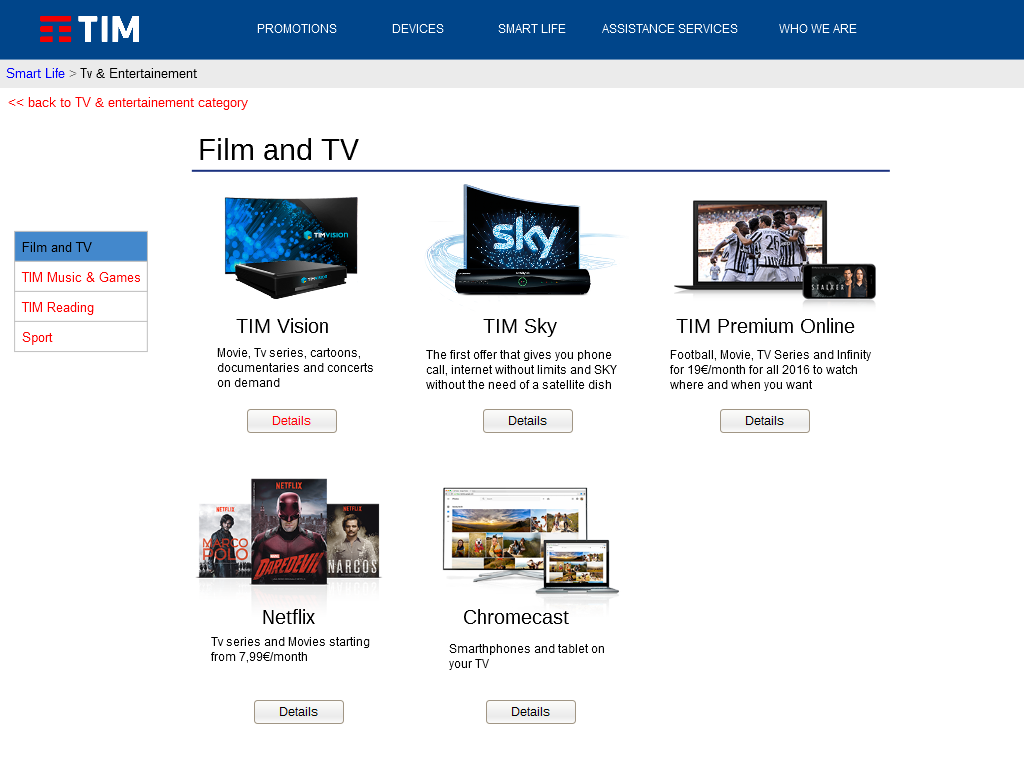 TIM
PROMOTIONS
DEVICES
SMART LIFE
ASSISTANCE SERVICES
WHO WE ARE
Smart Life > Tv & Entertainement
<< back to TV & entertainement category
Film and TV
Film and TV
TIM Music & Games
TIM Reading
Sport
TIMVISION
TIMVISION
TIM Vision
Movie, Tv series, cartoons,
documentaries and concerts
on demand
Details
sky
TIM Sky
The first offer that gives you phone
call, internet without limits and SKY
without the need of a satellite dish
Details
26
STALKER
TIM Premium Online
Football, Movie, TV Series and Infinity
for 19€/month for all 2016 to watch
where and when you want
Details
NETFLIX
MARCO
POLO
NETFLIX
MARVEL
DAREDEVIL
NETFLIX
NARCOS
Netflix
Tv series and Movies starting
from 7,99€/month
Details
Chromecast
Smarthphones and tablet on
your TV
Details